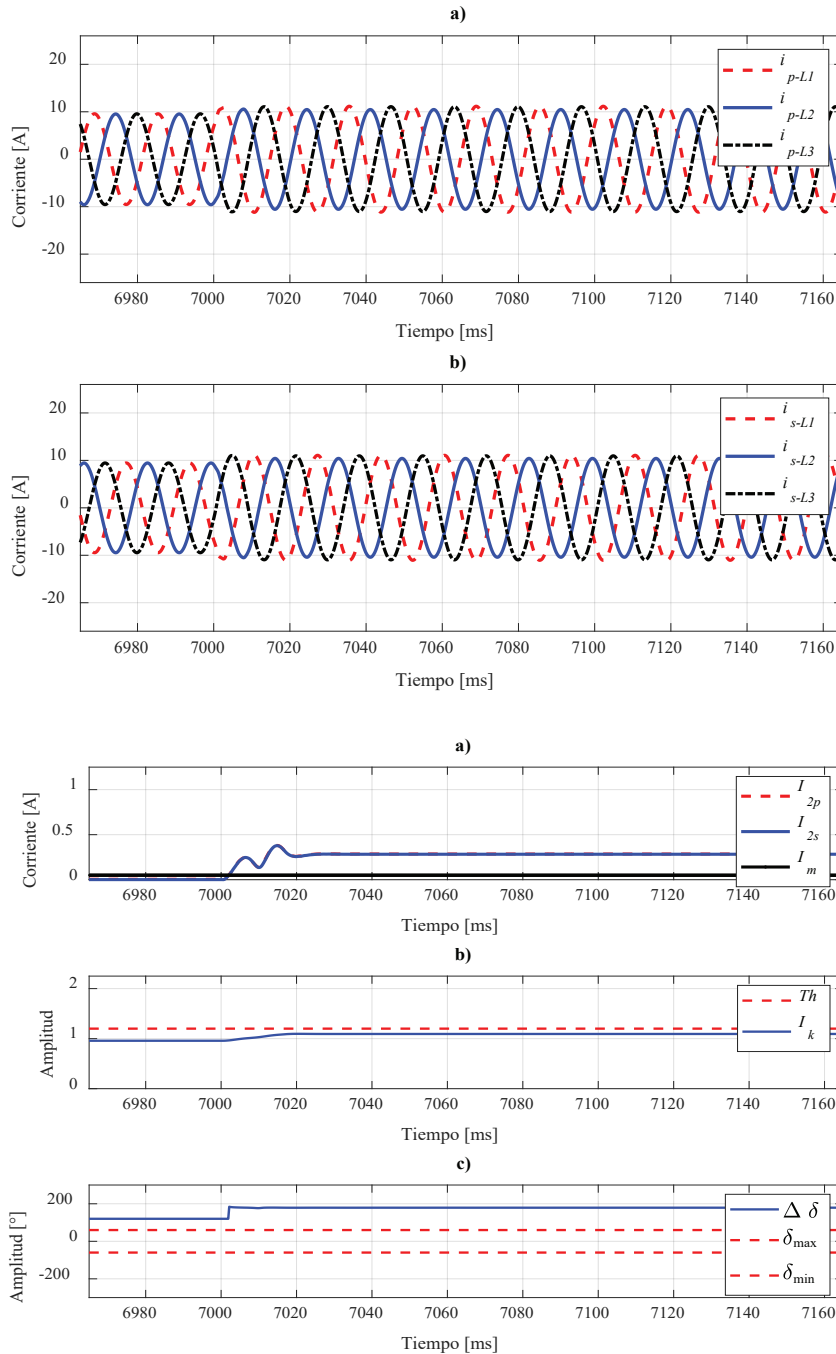 a)
20
10
0
-10
-20
Corriente [A]
i p-L1
i p-L2
i p-L3
6980 7000 7020 7040 7060 7080 7100 7120 7140 7160
Tiempo [ms]
b)
20
10
0
-10
-20
Corriente [A]
i s-L1
i s-L2
i s-L3
6980 7000 7020 7040 7060 7080 7100 7120 7140 7160
Tiempo [ms]
a)
1
0.5
0
Corriente [A]
I 2p
I 2s
I m
6980 7000 7020 7040 7060 7080 7100 7120 7140 7160
Tiempo [ms]
b)
2
1
0
Amplitud
Th
I k
6980 7000 7020 7040 7060 7080 7100 7120 7140 7160
Tiempo [ms]
c)
200
0
-200
Amplitud [°]
Δ δ
δmax
δmin
6980 7000 7020 7040 7060 7080 7100 7120 7140 7160
Tiempo [ms]